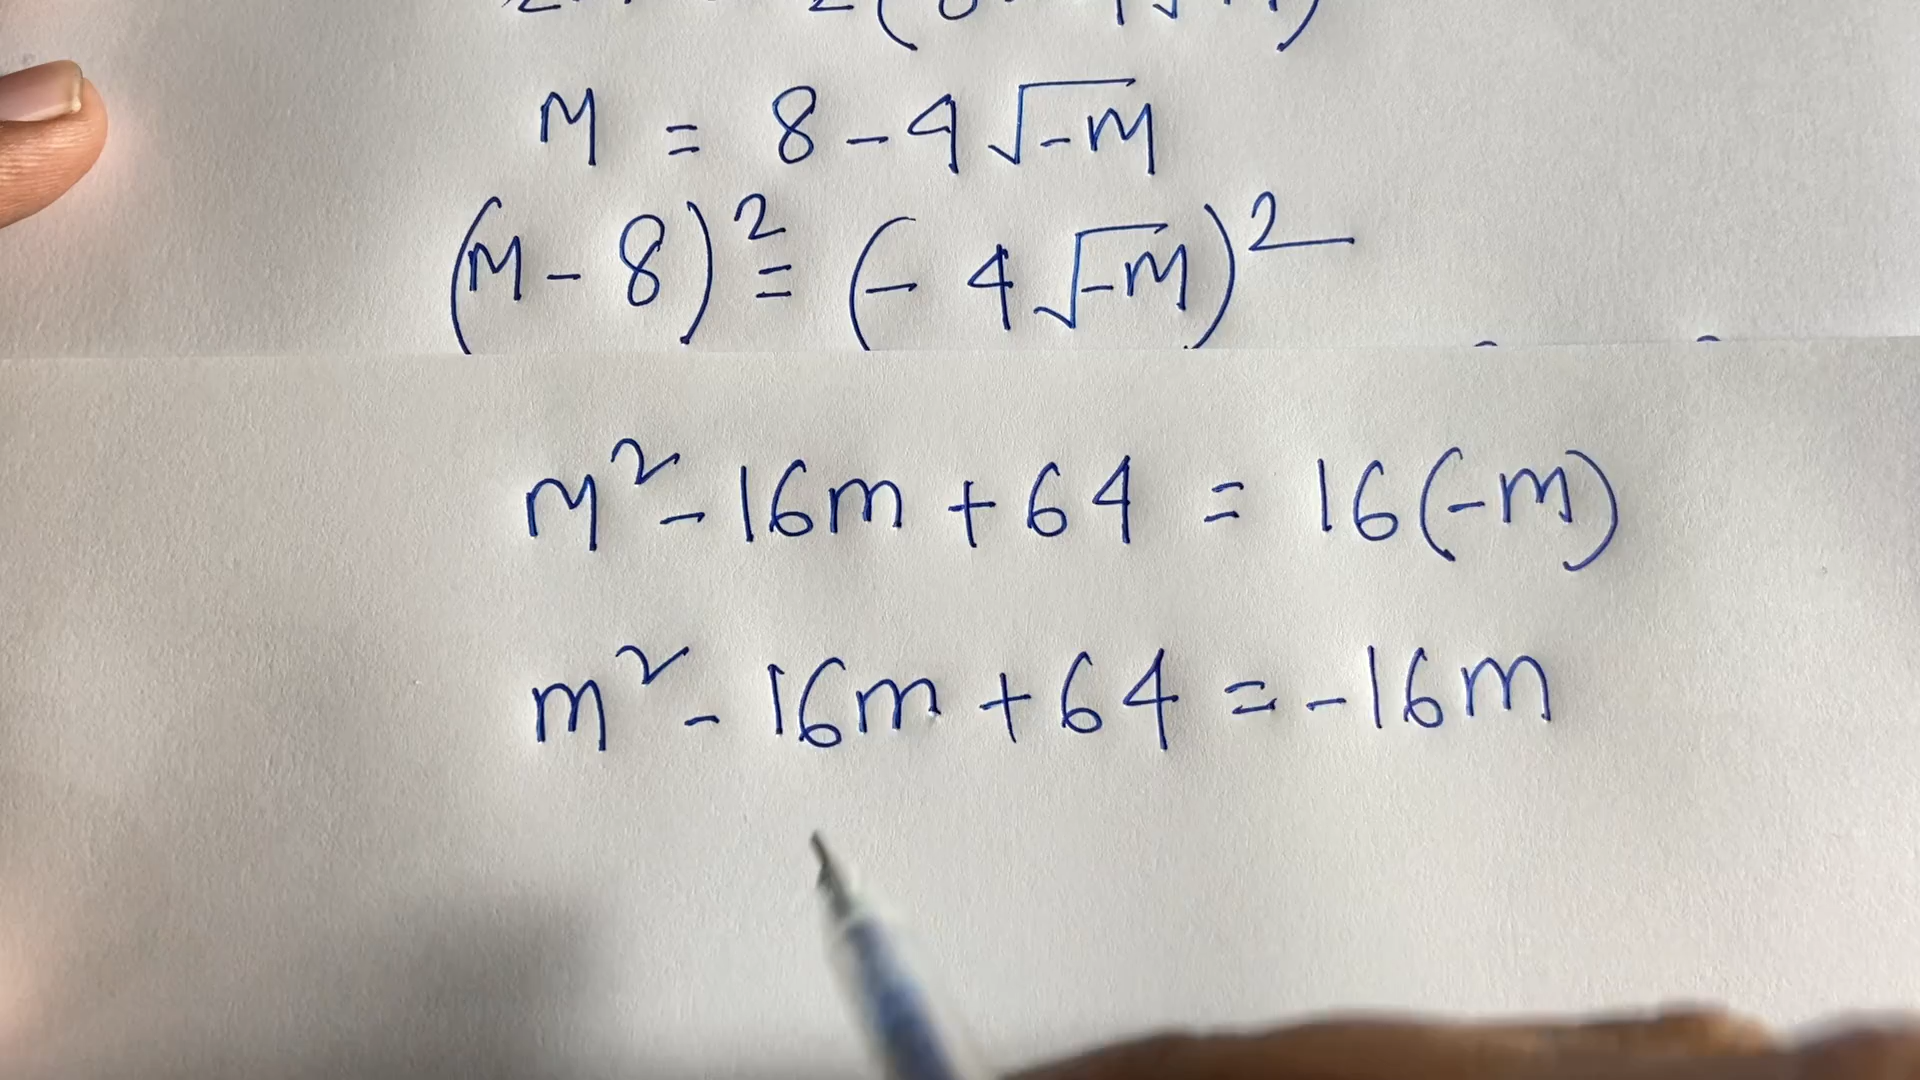 M = 8 - 4√-M
(M - 8)² = (- 4√-M)²
m² - 16m + 64 = 16(-m)
m² - 16m + 64 = -16m